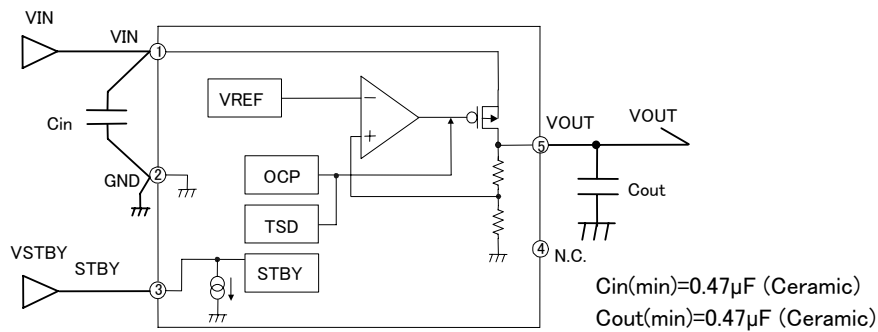 VIN
VIN
1
VREF
−
+
Cin
VOUT
VOUT
5
GND
2
OCP
Cout
TSD
VSTBY
STBY
3
STBY
4
N.C.
Cin(min)=0.47µF (Ceramic)
Cout(min)=0.47µF (Ceramic)